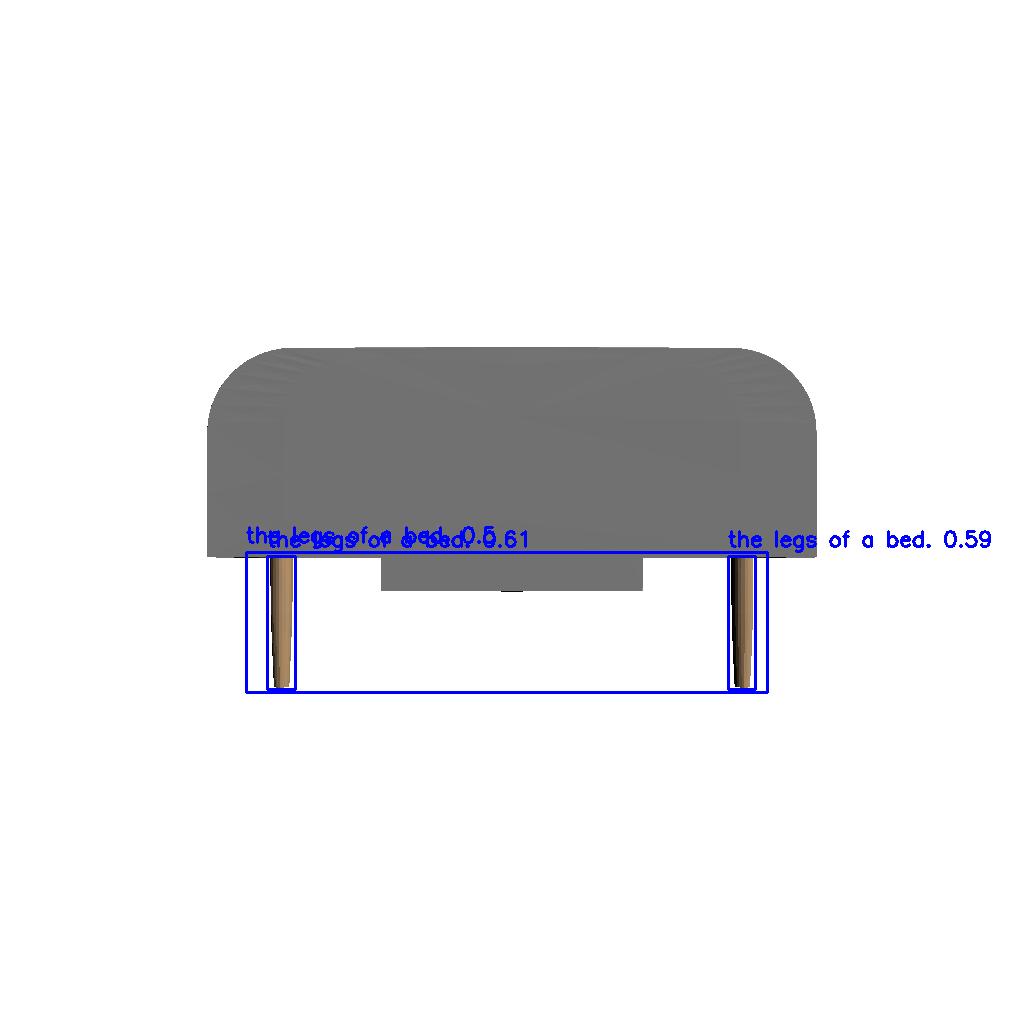 the legs of a bed. 0.5
the legs of a bed. 0.61
the legs of a bed. 0.59